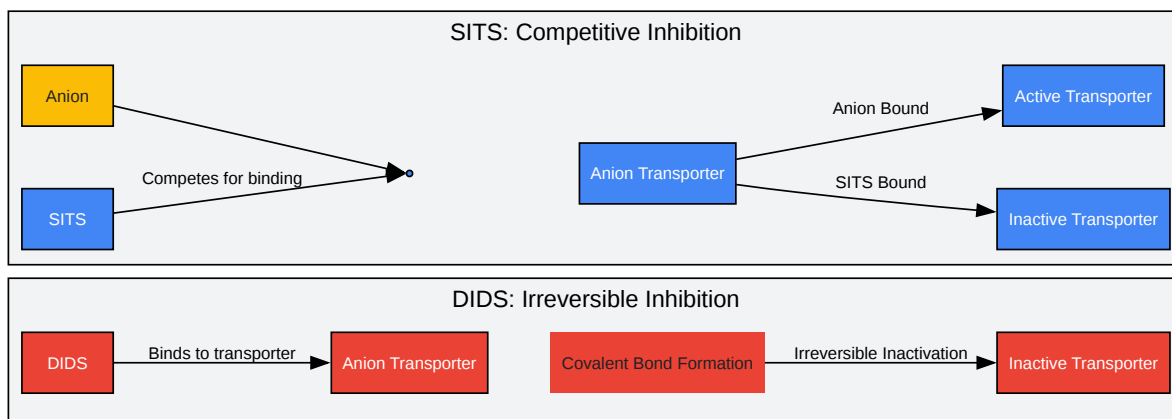 SITS: Competitive Inhibition
Anion
Active Transporter
Anion Bound
Anion Transporter
Competes for binding
SITS Bound
SITS
Inactive Transporter
DIDS: Irreversible Inhibition
DIDS
Binds to transporter
Anion Transporter
Covalent Bond Formation
Irreversible Inactivation
Inactive Transporter